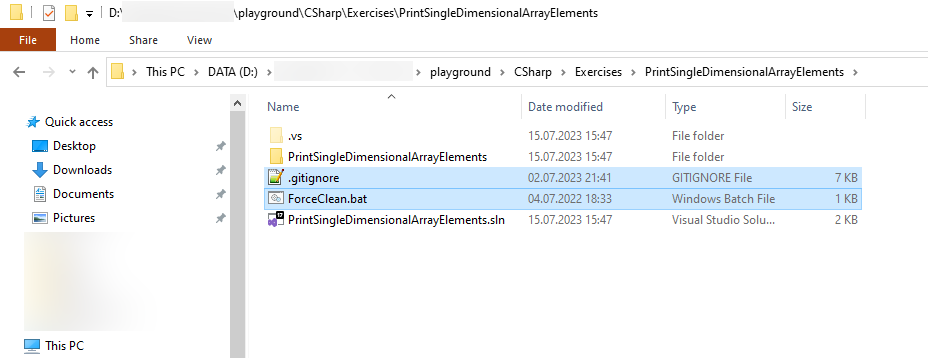 D:\ \playground\CSharp\Exercises\PrintSingleDimensionalArrayElements
File Home Share View
This PC DATA (D:) playground CSharp Exercises PrintSingleDimensionalArrayElements
Name Date modified Type Size
Quick access
Desktop
Downloads
Documents
Pictures
This PC
.vs 15.07.2023 15:47 File folder
PrintSingleDimensionalArrayElements 15.07.2023 15:47 File folder
.gitignore 02.07.2023 21:41 GITIGNORE File 7 KB
ForceClean.bat 04.07.2022 18:33 Windows Batch File 1 KB
PrintSingleDimensionalArrayElements.sln 15.07.2023 15:47 Visual Studio Solu... 2 KB